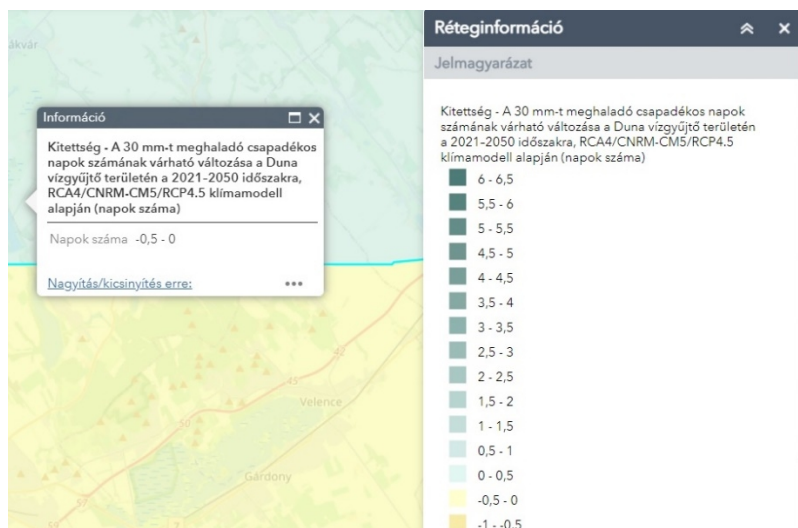 ákvár
Információ
Kitettség - A 30 mm-t meghaladó csapadékos
napok számának várható változása a Duna
vízgyűjtő területén a 2021-2050 időszakra,
RCA4/CNRM-CM5/RCP4.5 klímamodell
alapján (napok száma)
Napok száma -0,5 - 0
Nagyítás/kicsinyítés erre:
Velence
Gárdony
Réteginformáció
Jelmagyarázat
Kitettség - A 30 mm-t meghaladó csapadékos napok
számának várható változása a Duna vízgyűjtő területén
a 2021-2050 időszakra, RCA4/CNRM-CM5/RCP4.5
klímamodell alapján (napok száma)
6 - 6,5
5,5 - 6
5 - 5,5
4,5 - 5
4 - 4,5
3,5 - 4
3 - 3,5
2,5 - 3
2 - 2,5
1,5 - 2
1 - 1,5
0,5 - 1
0 - 0,5
-0,5 - 0
-1 - -0,5